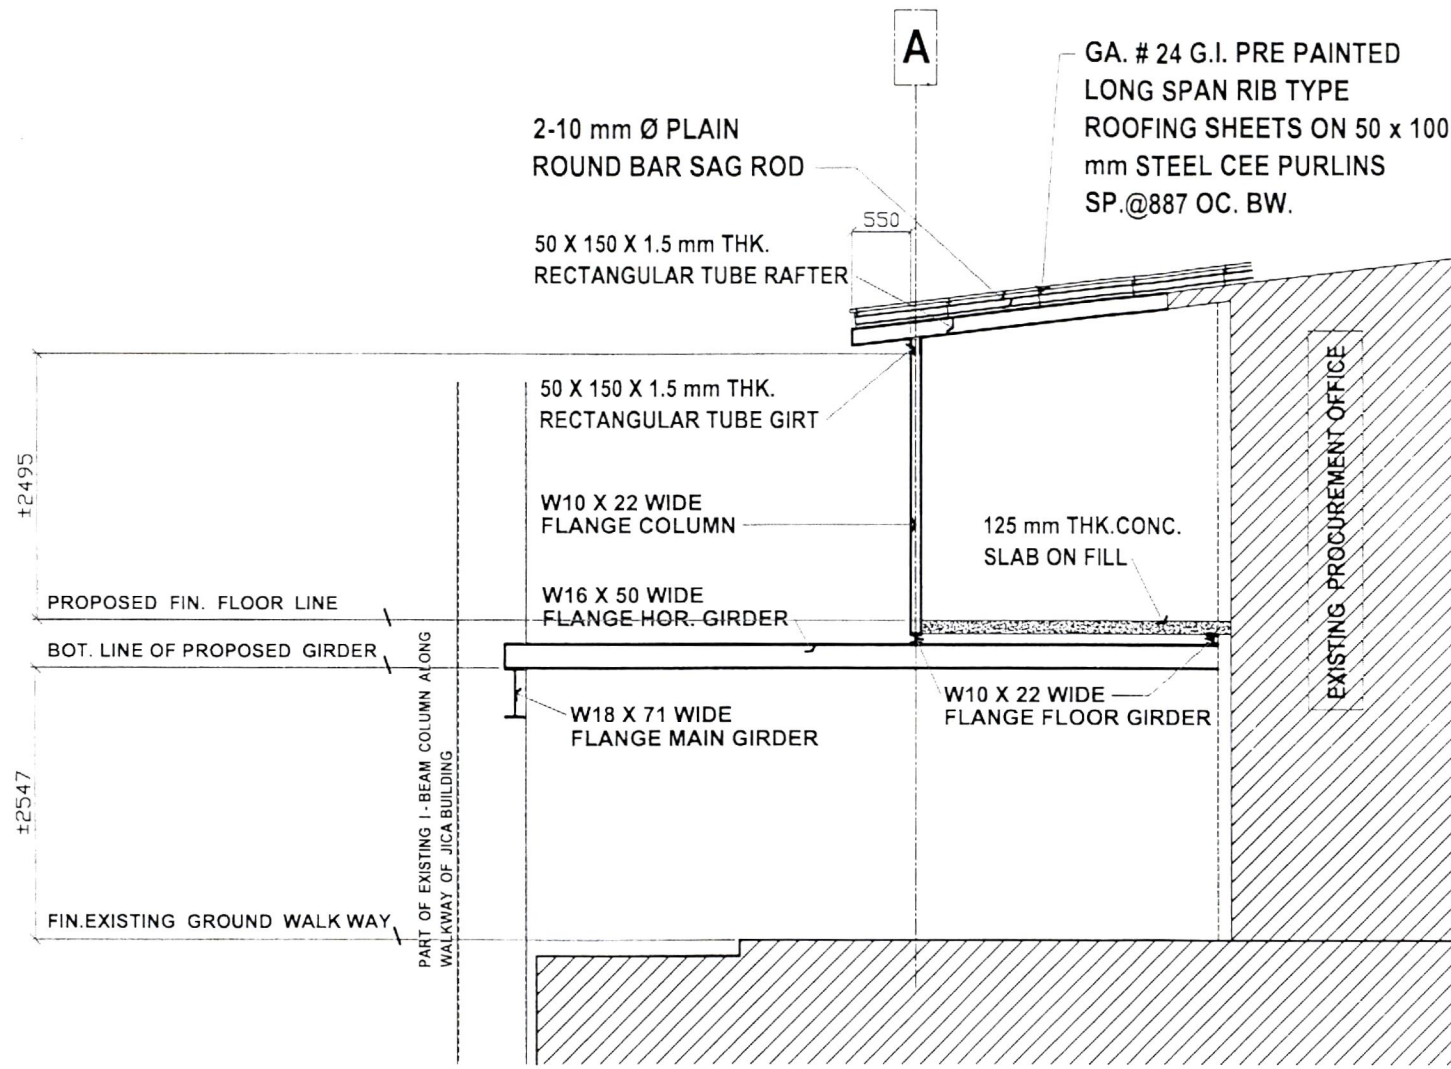 A
GA. # 24 G.I. PRE PAINTED
LONG SPAN RIB TYPE
ROOFING SHEETS ON 50 x 100
mm STEEL CEE PURLINS
SP.@887 OC. BW.
2-10 mm Ø PLAIN
ROUND BAR SAG ROD
550
50 X 150 X 1.5 mm THK.
RECTANGULAR TUBE RAFTER
50 X 150 X 1.5 mm THK.
RECTANGULAR TUBE GIRT
±2495
W10 X 22 WIDE
FLANGE COLUMN
125 mm THK.CONC.
SLAB ON FILL
EXISTING PROCUREMENT OFFICE
PROPOSED FIN. FLOOR LINE
W16 X 50 WIDE
FLANGE HOR. GIRDER
BOT. LINE OF PROPOSED GIRDER
W10 X 22 WIDE
FLANGE FLOOR GIRDER
W18 X 71 WIDE
FLANGE MAIN GIRDER
±2547
PART OF EXISTING I - BEAM COLUMN ALONG
WALKWAY OF JICA BUILDING
FIN.EXISTING GROUND WALK WAY